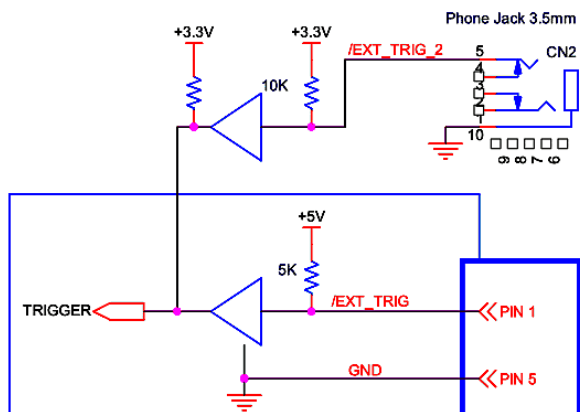 Phone Jack 3.5mm
+3.3V
+3.3V
/EXT_TRIG_2
5
CN2
4
10K
3
2
10
9 8 7 6
+5V
5K
TRIGGER
/EXT_TRIG
PIN 1
GND
PIN 5